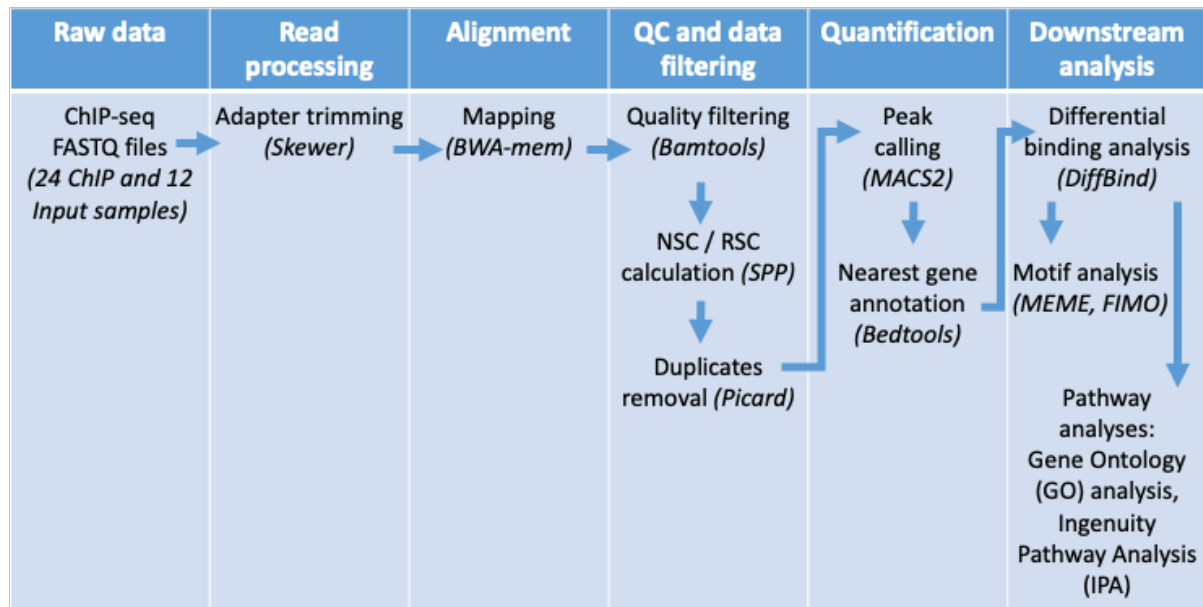 Raw data
Read
processing
Alignment
QC and data
filtering
Quantification
Downstream
analysis
ChIP-seq
FASTQ files
(24 ChIP and 12
Input samples)
Adapter trimming
(Skewer)
Mapping
(BWA-mem)
Quality filtering
(Bamtools)
NSC / RSC
calculation (SPP)
Duplicates
removal (Picard)
Peak
calling
(MACS2)
Nearest gene
annotation
(Bedtools)
Differential
binding analysis
(DiffBind)
Motif analysis
(MEME, FIMO)
Pathway
analyses:
Gene Ontology
(GO) analysis,
Ingenuity
Pathway Analysis
(IPA)